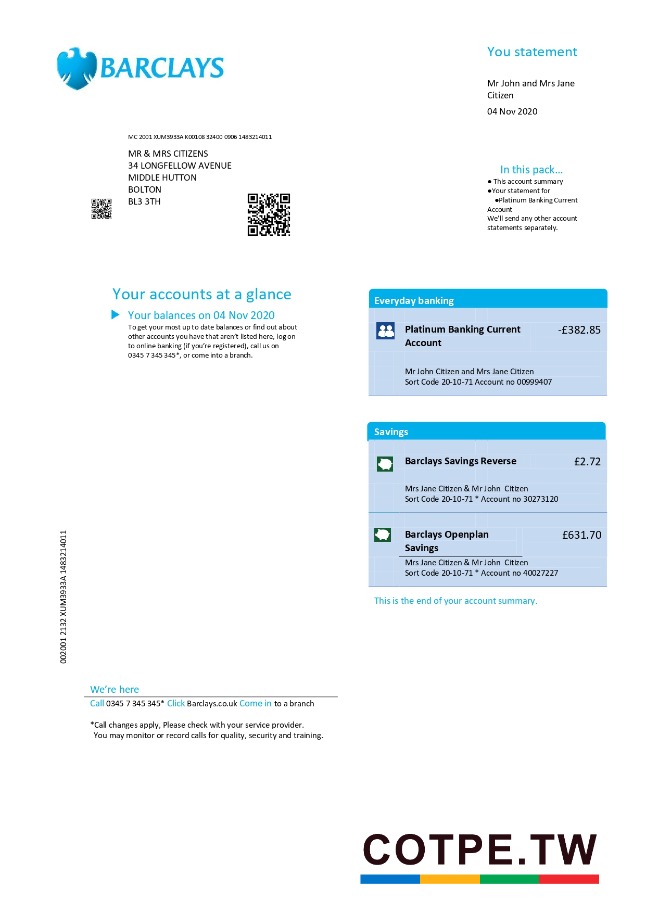 BARCLAYS
You statement
Mr John and Mrs Jane
Citizen
04 Nov 2020
MC 2001 XUM3933A K00108 32400 0906 1483214011
MR & MRS CITIZENS
34 LONGFELLOW AVENUE
MIDDLE HUTTON
BOLTON
BL3 3TH
In this pack...
● This account summary
●Your statement for
●Platinum Banking Current
Account
We'll send any other account
statements separately.
Your accounts at a glance
Your balances on 04 Nov 2020
To get your most up to date balances or find out about
other accounts you have that aren't listed here, log on
to online banking (if you're registered), call us on
0345 7 345 345*, or come into a branch.
Everyday banking
Platinum Banking Current -£382.85
Account
Mr John Citizen and Mrs Jane Citizen
Sort Code 20-10-71 Account no 00999407
Savings
Barclays Savings Reverse £2.72
Mrs Jane Citizen & Mr John Citizen
Sort Code 20-10-71 * Account no 30273120
Barclays Openplan £631.70
Savings
Mrs Jane Citizen & Mr John Citizen
Sort Code 20-10-71 * Account no 40027227
This is the end of your account summary.
002001 2132 XUM3933A 1483214011
We're here
Call 0345 7 345 345* Click Barclays.co.uk Come in to a branch
*Call changes apply, Please check with your service provider.
You may monitor or record calls for quality, security and training.
COTPE.TW